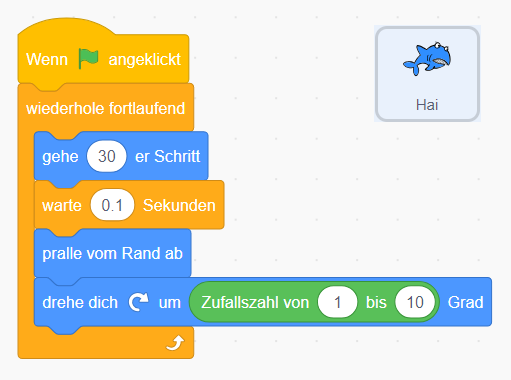 Wenn angeklickt
Hai
wiederhole fortlaufend
gehe 30 er Schritt
warte 0.1 Sekunden
pralle vom Rand ab
drehe dich um Zufallszahl von 1 bis 10 Grad